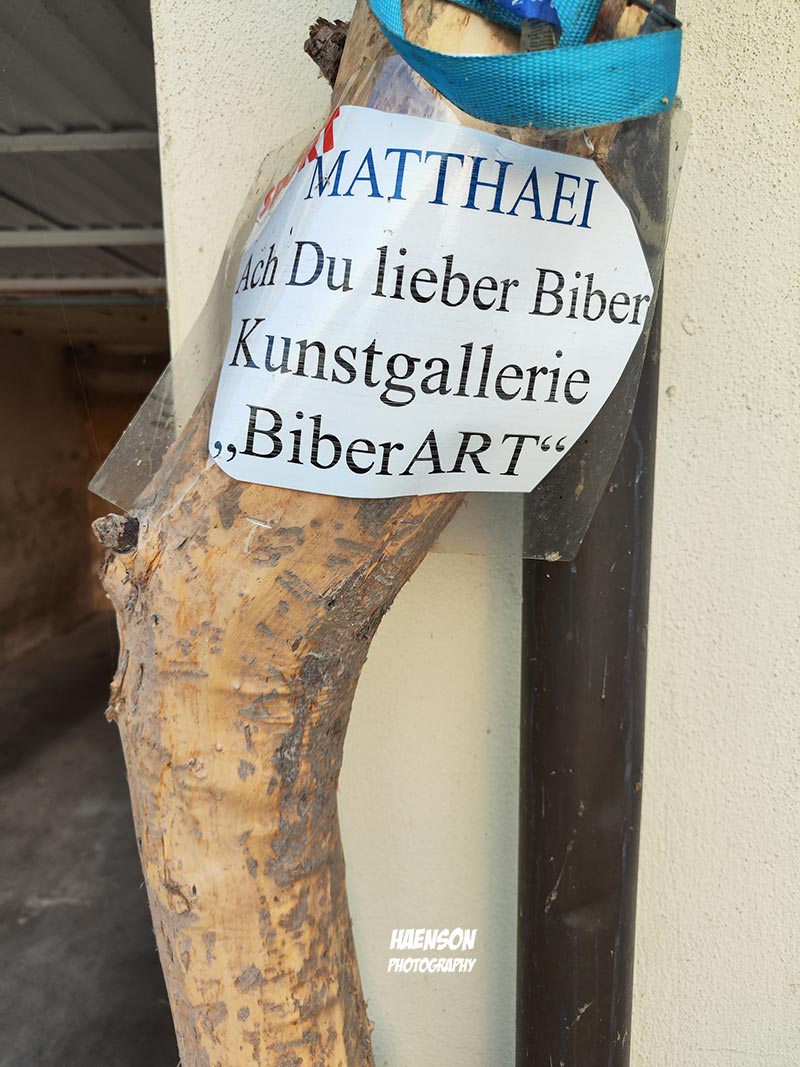 MATTHAEI
Ach Du lieber Biber
Kunstgallerie
„BiberART“
HAENSON
PHOTOGRAPHY